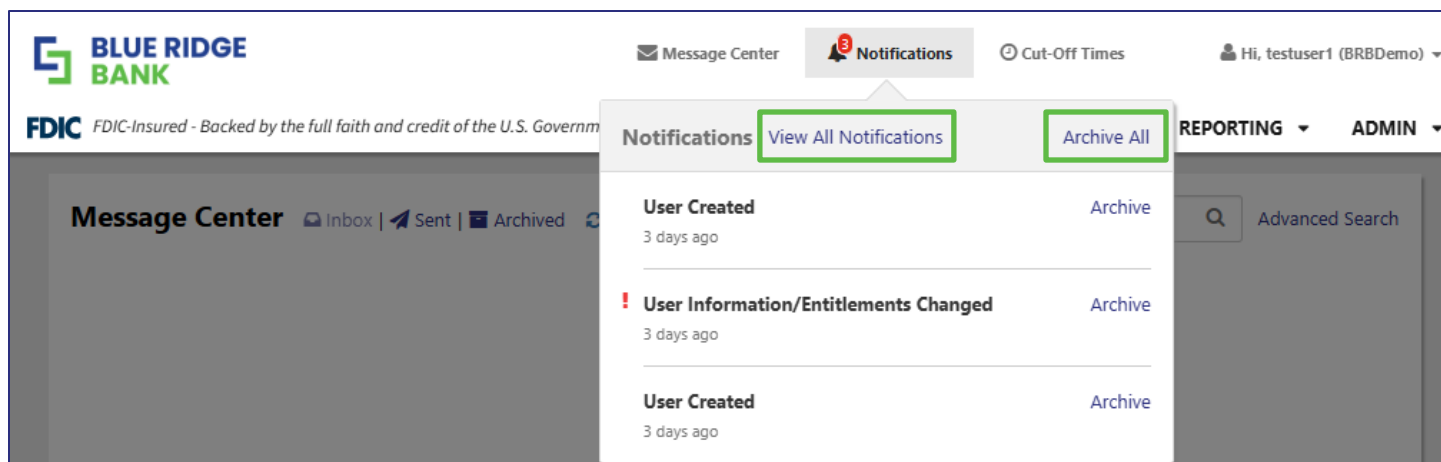 BLUE RIDGE
BANK
Message Center
3
Notifications
Cut-Off Times
Hi, testuser1 (BRBDemo)
FDIC FDIC-Insured - Backed by the full faith and credit of the U.S.
REPORTING
ADMIN
Notifications View All Notifications Archive All
Message Center Inbox | Sent | Archived
Advanced Search
User Created Archive
3 days ago
! User Information/Entitlements Changed Archive
3 days ago
User Created Archive
3 days ago